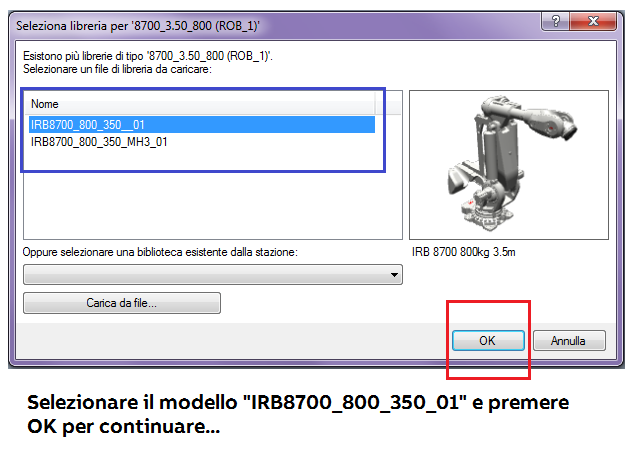 Seleziona libreria per '8700_3.50_800 (ROB_1)'
Esistono più librerie di tipo '8700_3.50_800 (ROB_1)'.
Selezionare un file di libreria da caricare:
Nome
IRB8700_800_350__01
IRB8700_800_350_MH3_01
IRB 8700 800kg 3.5m
Oppure selezionare una biblioteca esistente dalla stazione:
Carica da file...
OK
Annulla
Selezionare il modello "IRB8700_800_350_01" e premere
OK per continuare...